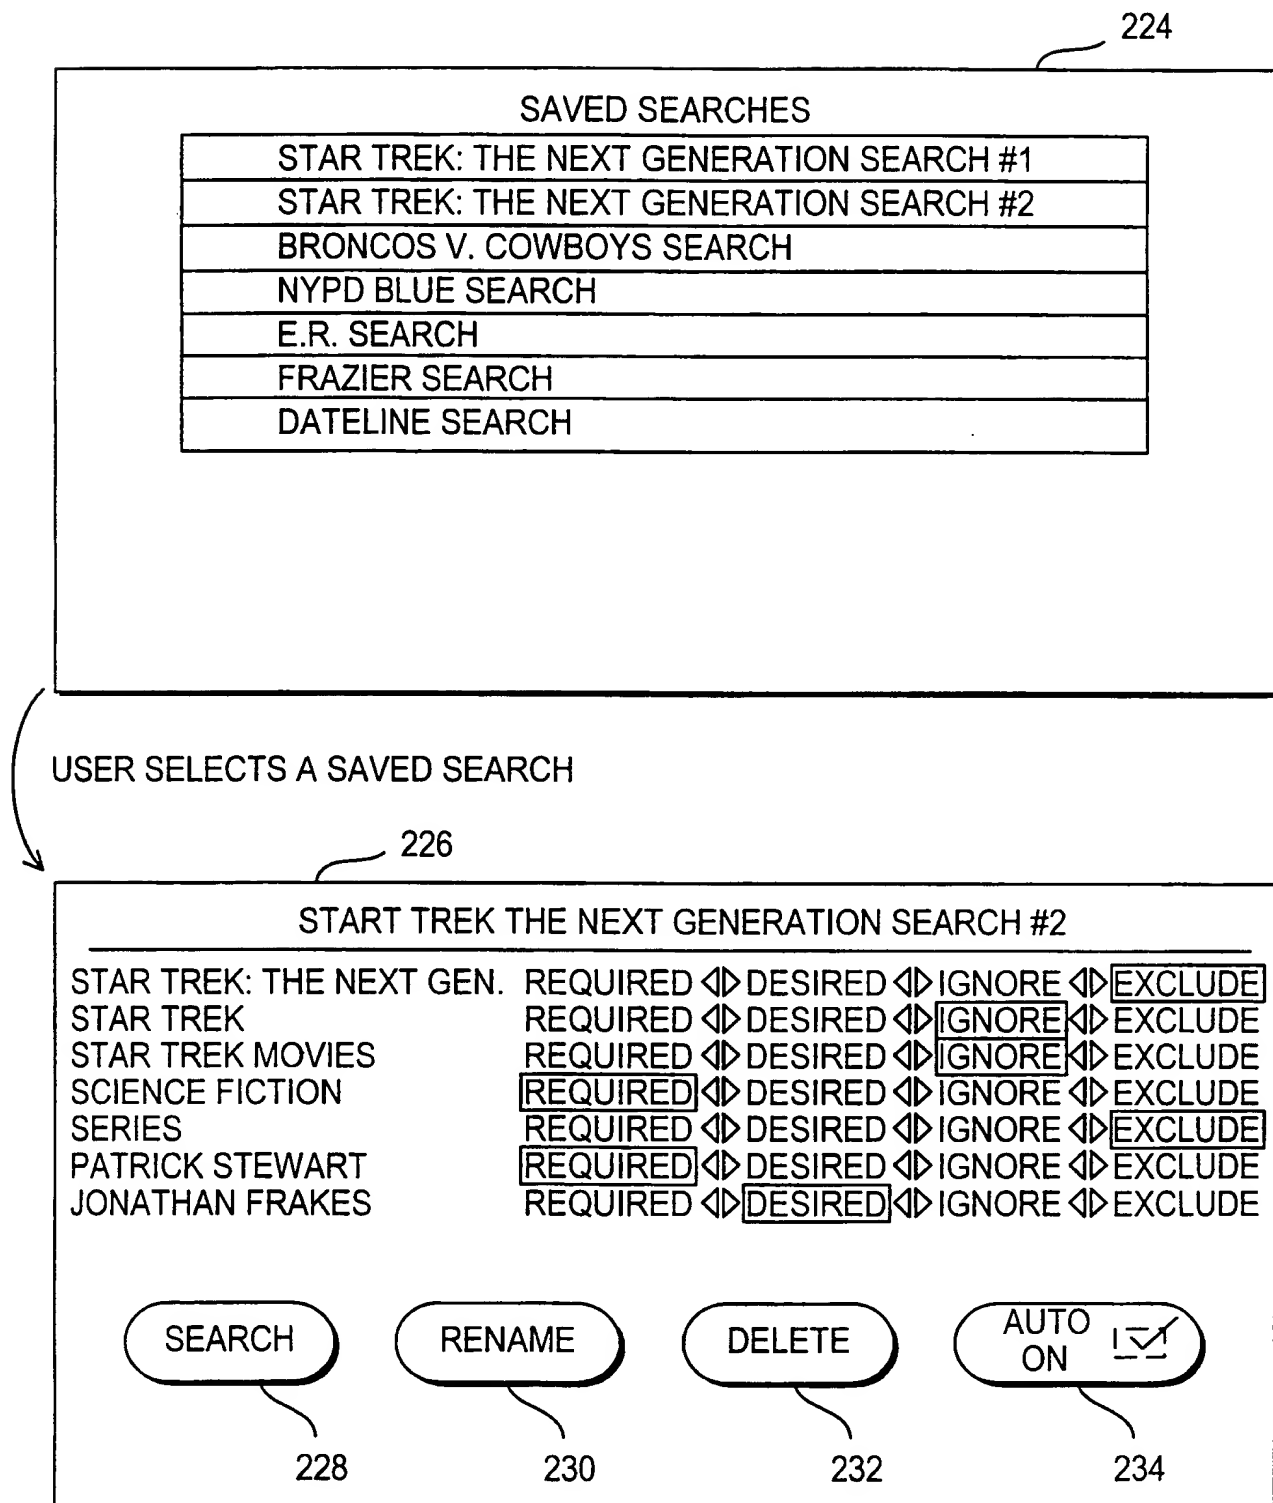 224
SAVED SEARCHES
STAR TREK: THE NEXT GENERATION SEARCH #1
STAR TREK: THE NEXT GENERATION SEARCH #2
BRONCOS V. COWBOYS SEARCH
NYPD BLUE SEARCH
E.R. SEARCH
FRAZIER SEARCH
DATELINE SEARCH
USER SELECTS A SAVED SEARCH
226
START TREK THE NEXT GENERATION SEARCH #2
STAR TREK: THE NEXT GEN. REQUIRED DESIRED IGNORE EXCLUDE
STAR TREK REQUIRED DESIRED IGNORE EXCLUDE
STAR TREK MOVIES REQUIRED DESIRED IGNORE EXCLUDE
SCIENCE FICTION REQUIRED DESIRED IGNORE EXCLUDE
SERIES REQUIRED DESIRED IGNORE EXCLUDE
PATRICK STEWART REQUIRED DESIRED IGNORE EXCLUDE
JONATHAN FRAKES REQUIRED DESIRED IGNORE EXCLUDE
SEARCH RENAME DELETE AUTO ON
228 230 232 234